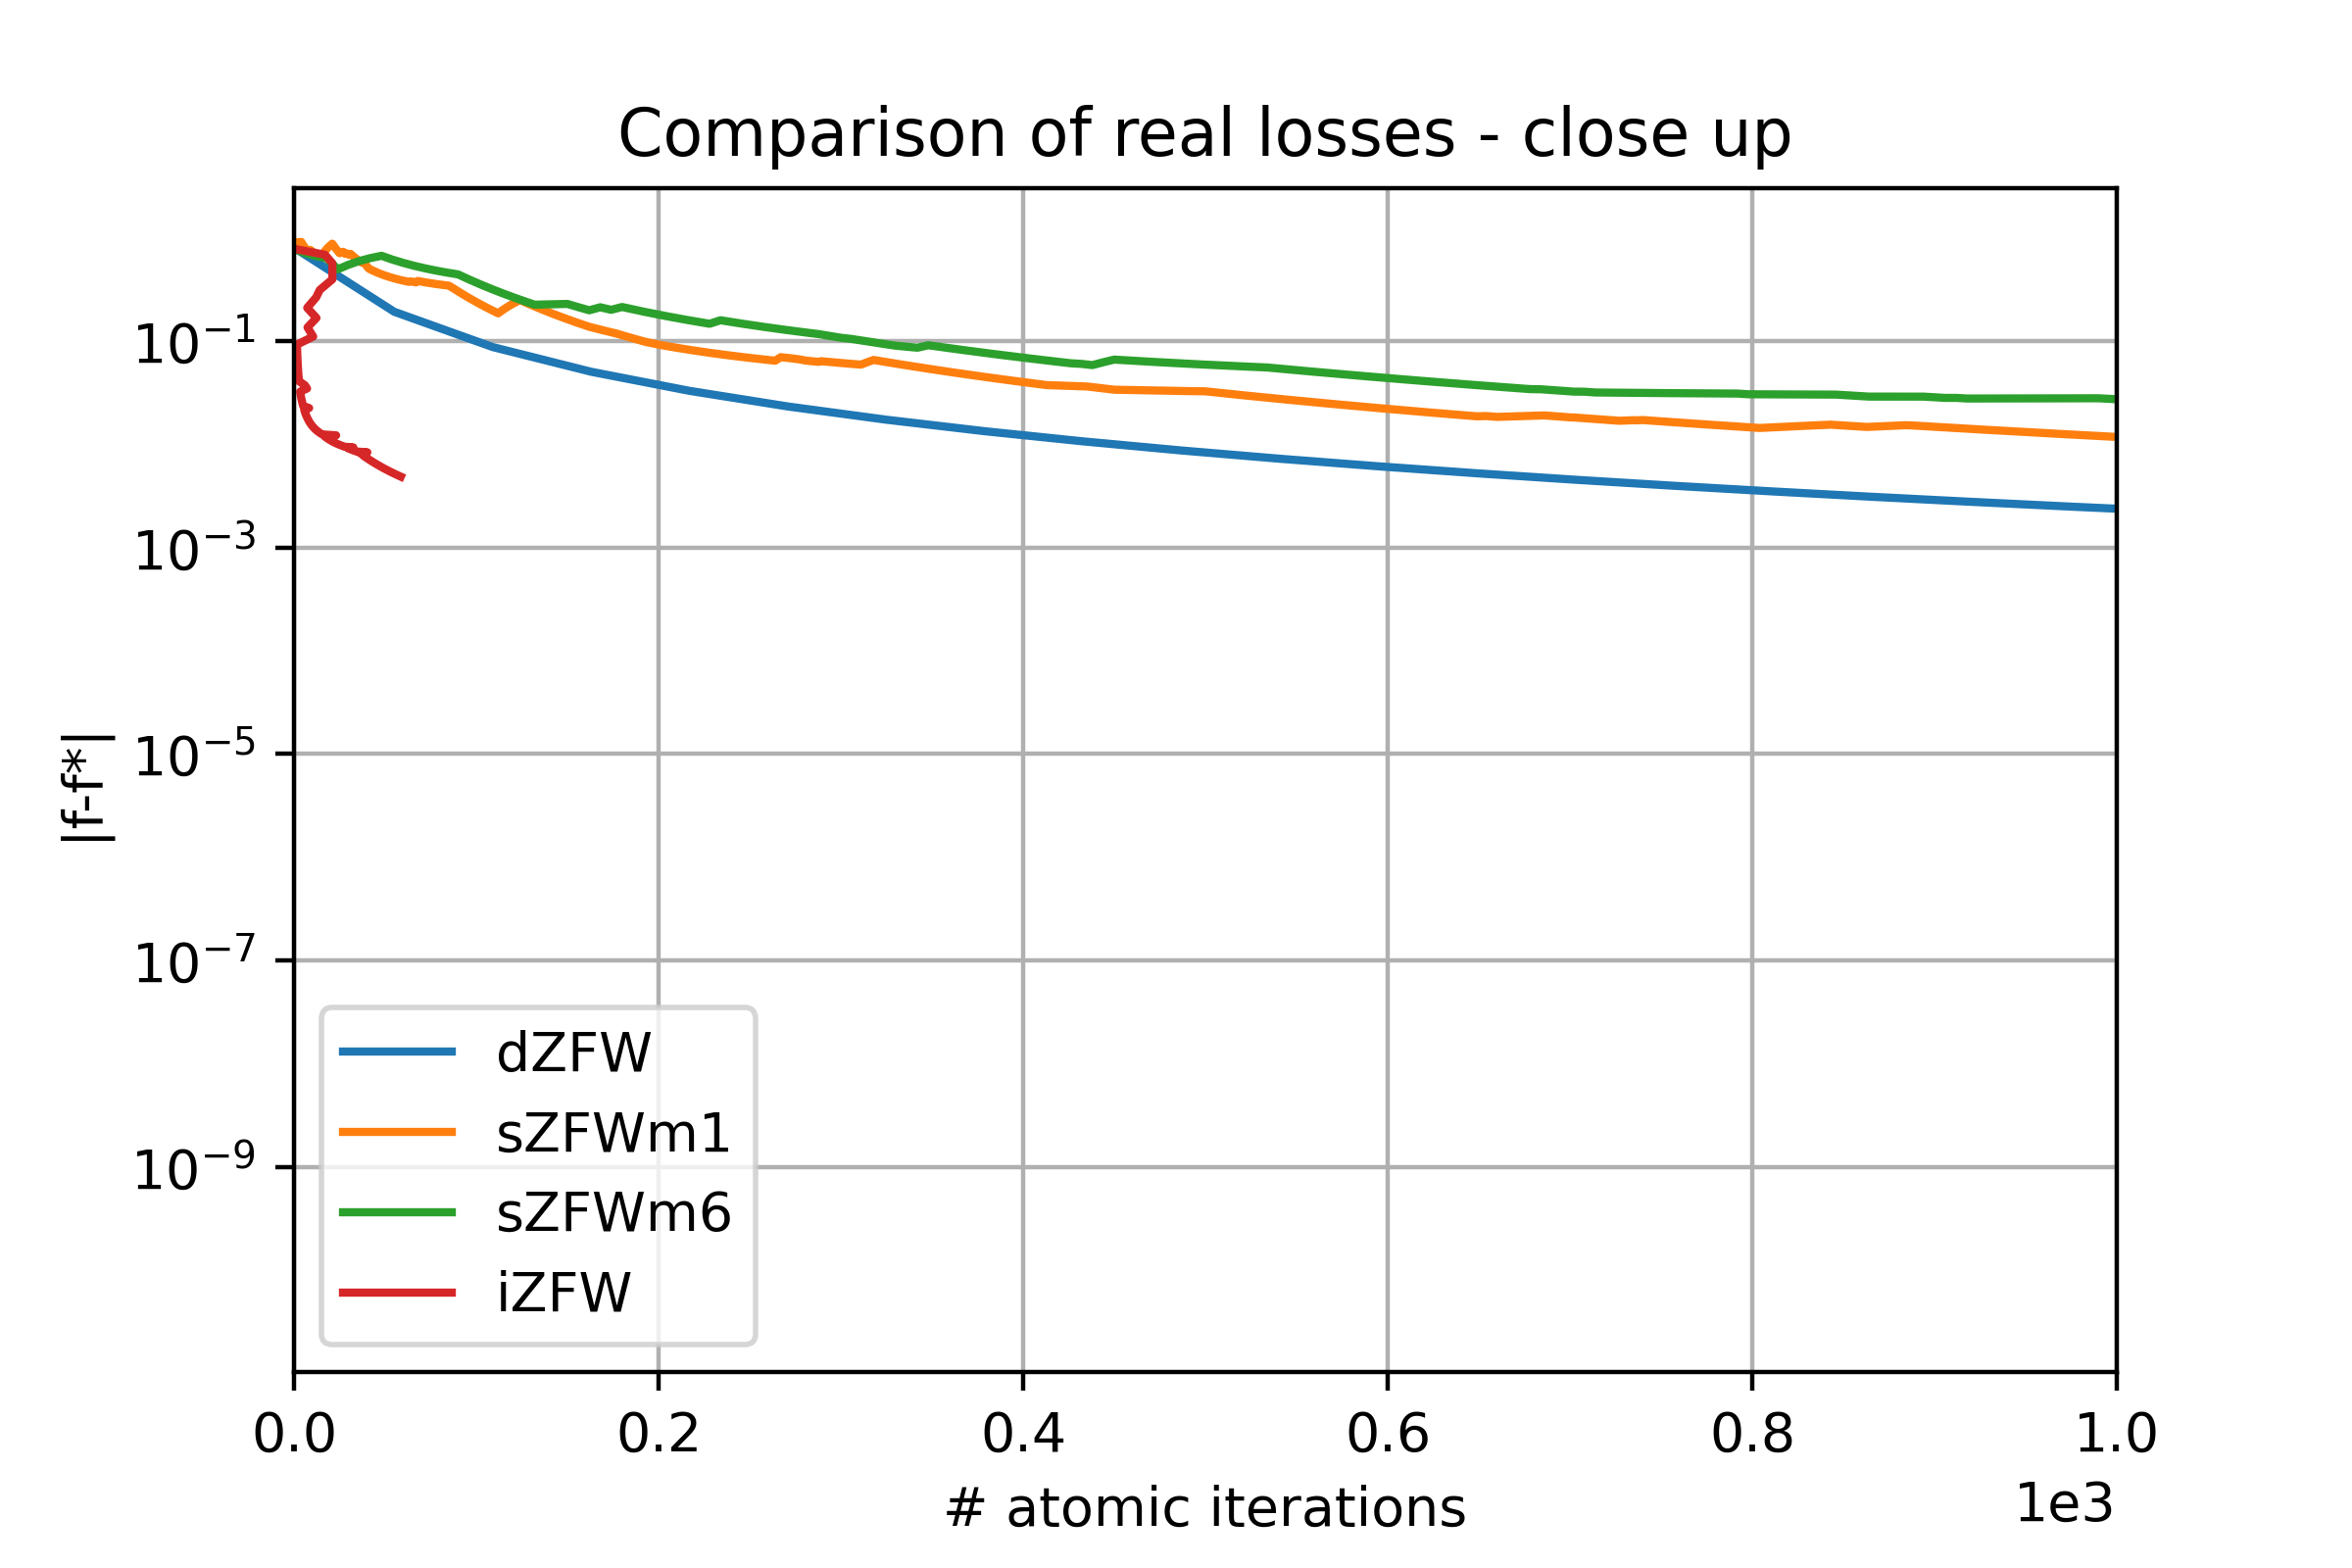 Comparison of real losses - close up
|f-f*|
10⁻¹
10⁻³
10⁻⁵
10⁻⁷
10⁻⁹
dZFW
sZFWm1
sZFWm6
iZFW
0.0 0.2 0.4 0.6 0.8 1.0
# atomic iterations
1e3